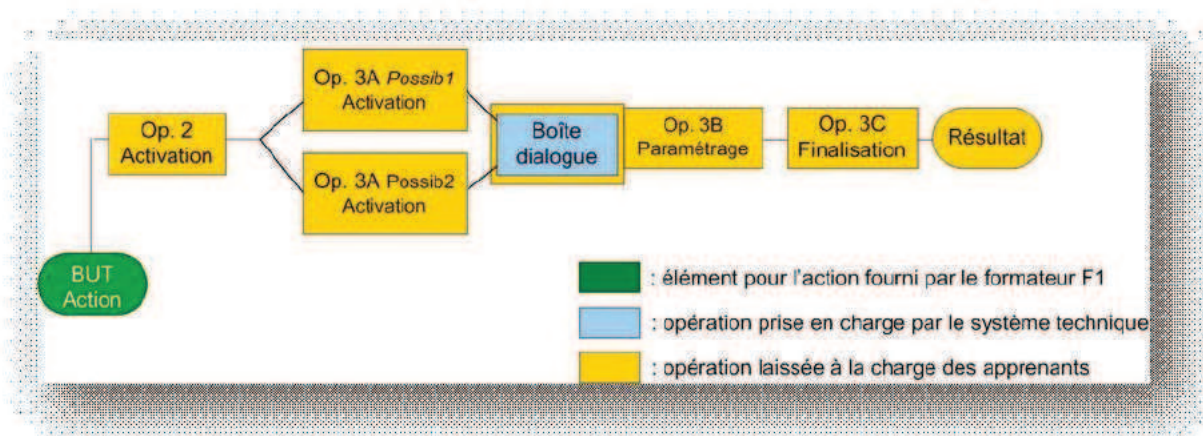 Op. 3A Possib1
Activation
Op. 2
Activation
Boîte
dialogue
Op. 3B
Paramétrage
Op. 3C
Finalisation
Résultat
Op. 3A Possib2
Activation
BUT
Action
: élément pour l'action fourni par le formateur F1
: opération prise en charge par le système technique
: opération laissée à la charge des apprenants